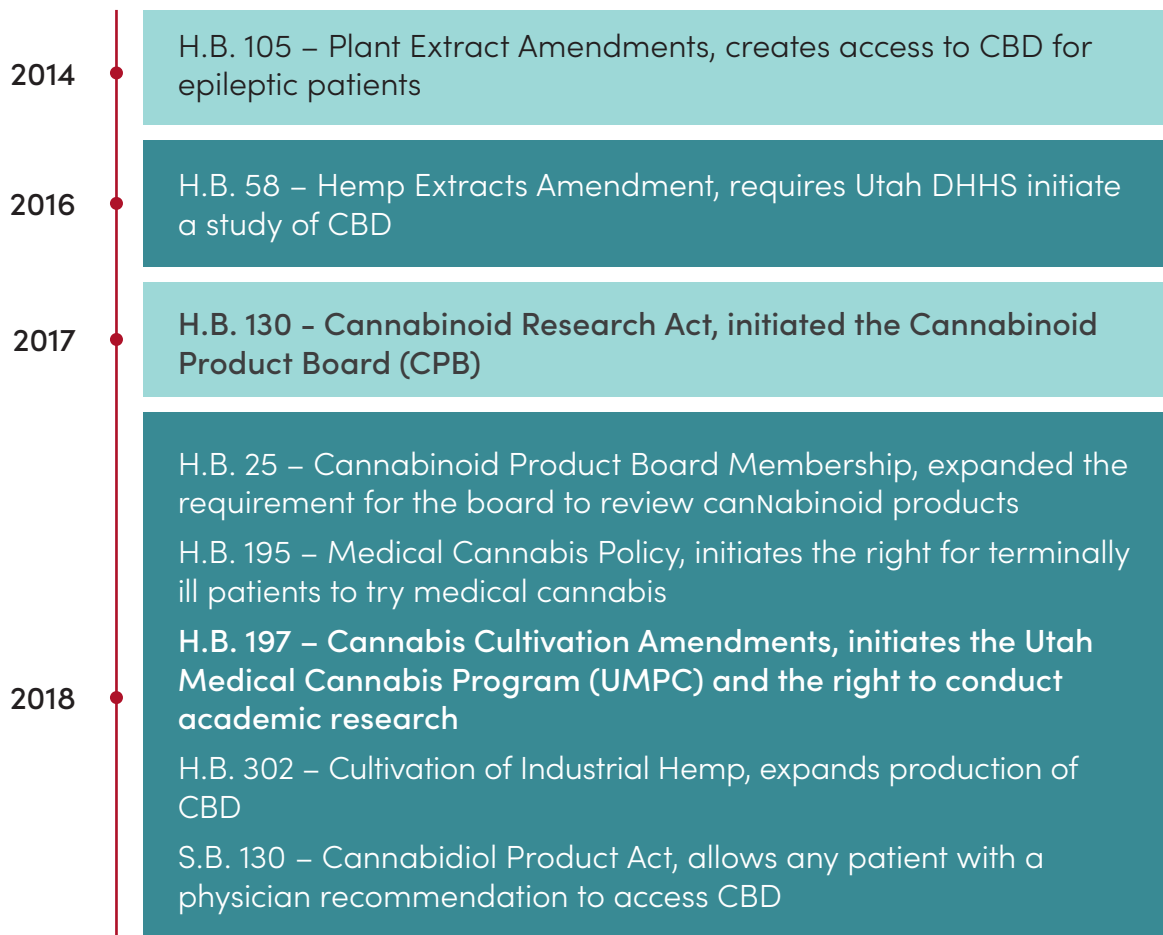 2014
H.B. 105 – Plant Extract Amendments, creates access to CBD for
epileptic patients
2016
H.B. 58 – Hemp Extracts Amendment, requires Utah DHHS initiate
a study of CBD
2017
H.B. 130 - Cannabinoid Research Act, initiated the Cannabinoid
Product Board (CPB)
2018
H.B. 25 – Cannabinoid Product Board Membership, expanded the
requirement for the board to review canNabinoid products
H.B. 195 – Medical Cannabis Policy, initiates the right for terminally
ill patients to try medical cannabis
H.B. 197 – Cannabis Cultivation Amendments, initiates the Utah
Medical Cannabis Program (UMPC) and the right to conduct
academic research
H.B. 302 – Cultivation of Industrial Hemp, expands production of
CBD
S.B. 130 – Cannabidiol Product Act, allows any patient with a
physician recommendation to access CBD